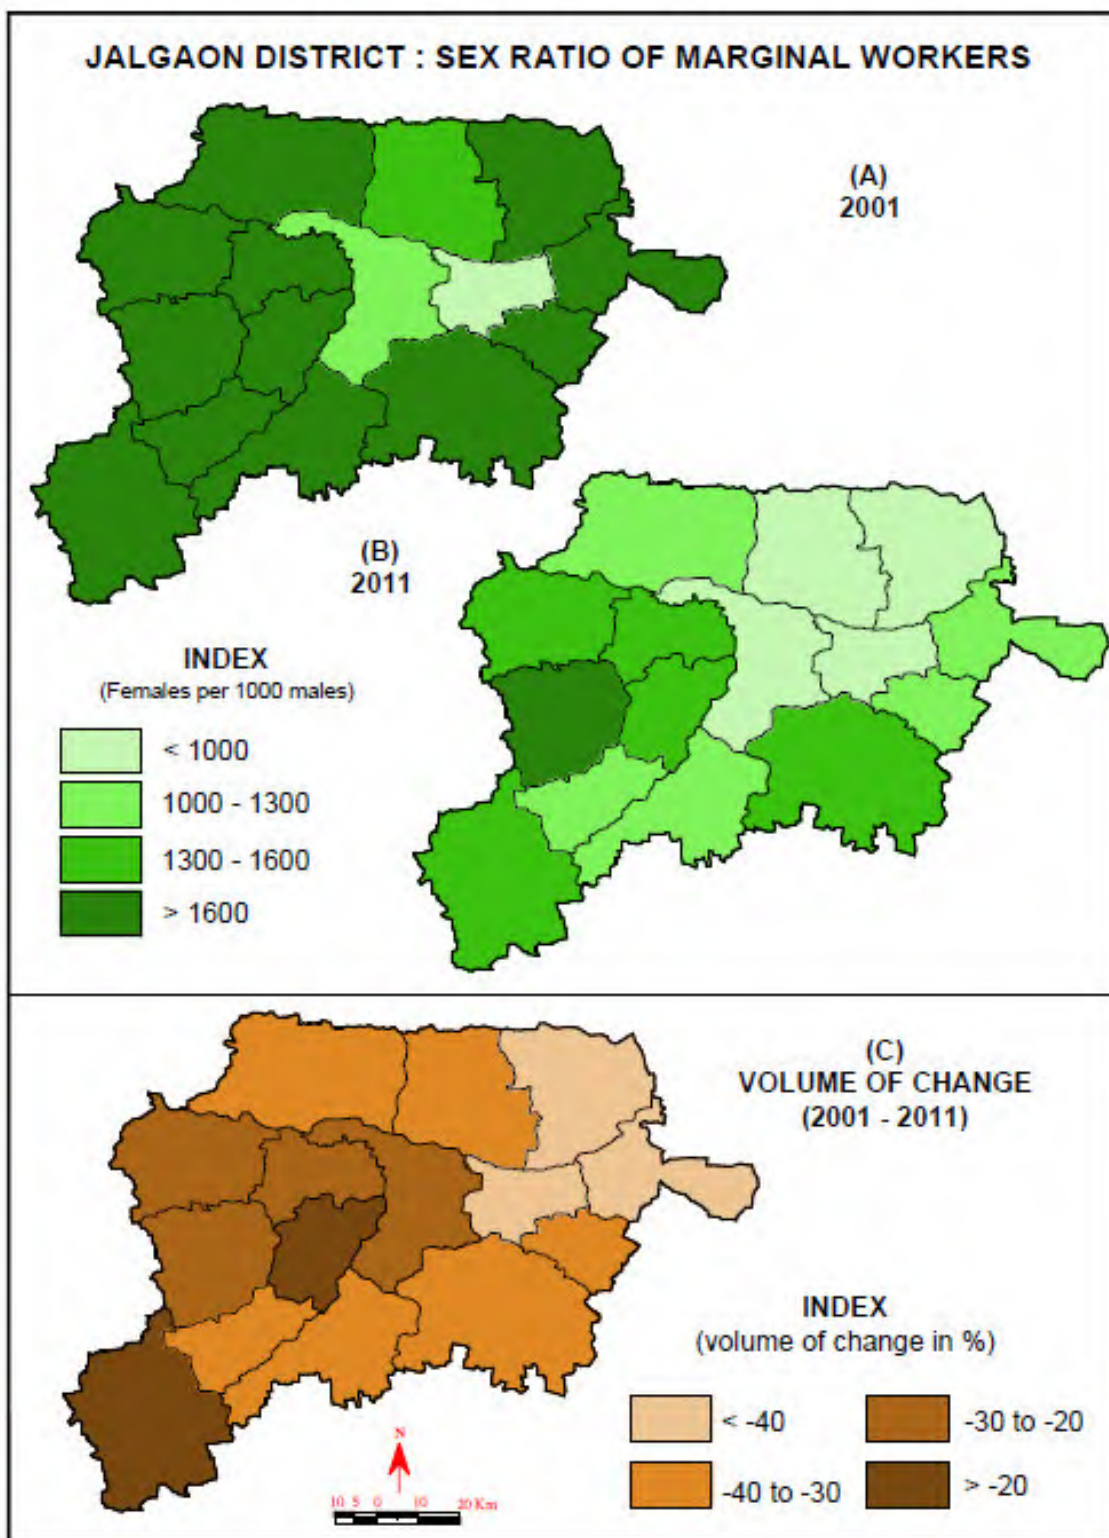 JALGAON DISTRICT : SEX RATIO OF MARGINAL WORKERS
(A)
2001
(B)
2011
INDEX
(Females per 1000 males)
< 1000
1000 - 1300
1300 - 1600
> 1600
(C)
VOLUME OF CHANGE
(2001 - 2011)
INDEX
(volume of change in %)
< -40
-30 to -20
-40 to -30
> -20
N
10 5 0 10 20 Km